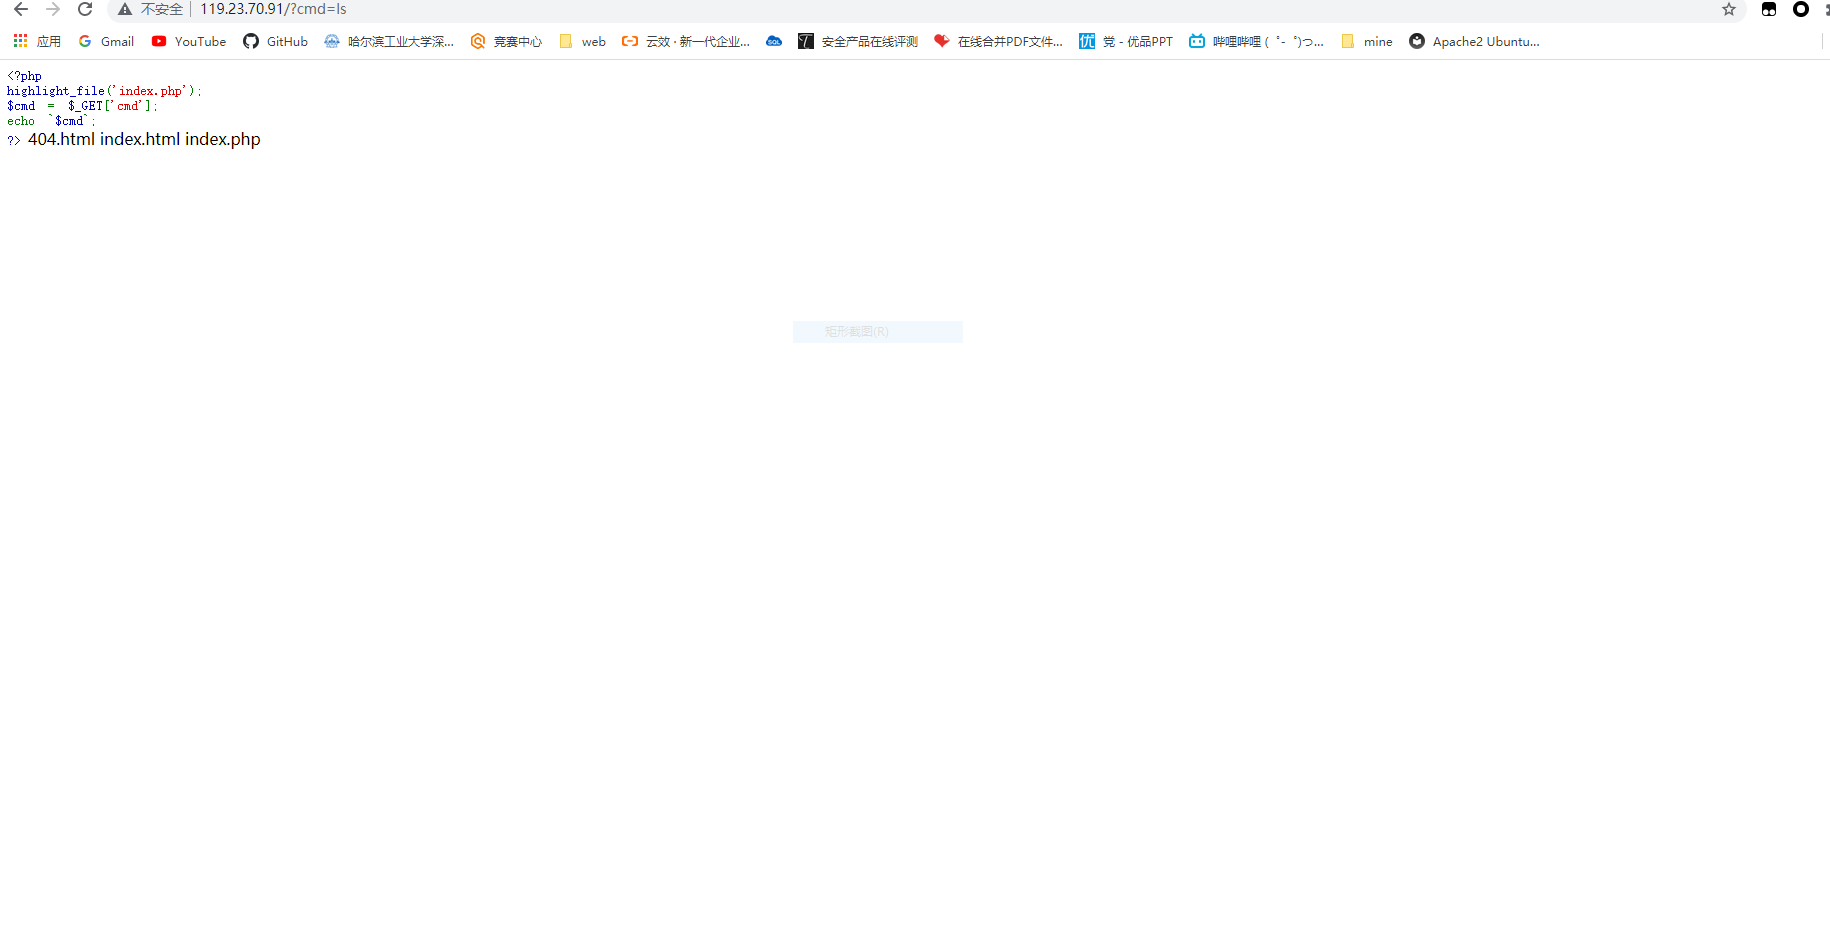 不安全 119.23.70.91/?cmd=ls
应用 Gmail YouTube GitHub 哈尔滨工业大学深... 竞赛中心 web 云效 · 新一代企业... SQL 安全产品在线评测 在线合并PDF文件... 优 党 - 优品PPT 哔哩哔哩 (゜-゜)つ... mine Apache2 Ubuntu...
<?php
highlight_file('index.php');
$cmd = $_GET['cmd'];
echo `$cmd`;
?> 404.html index.html index.php
矩形截图(R)